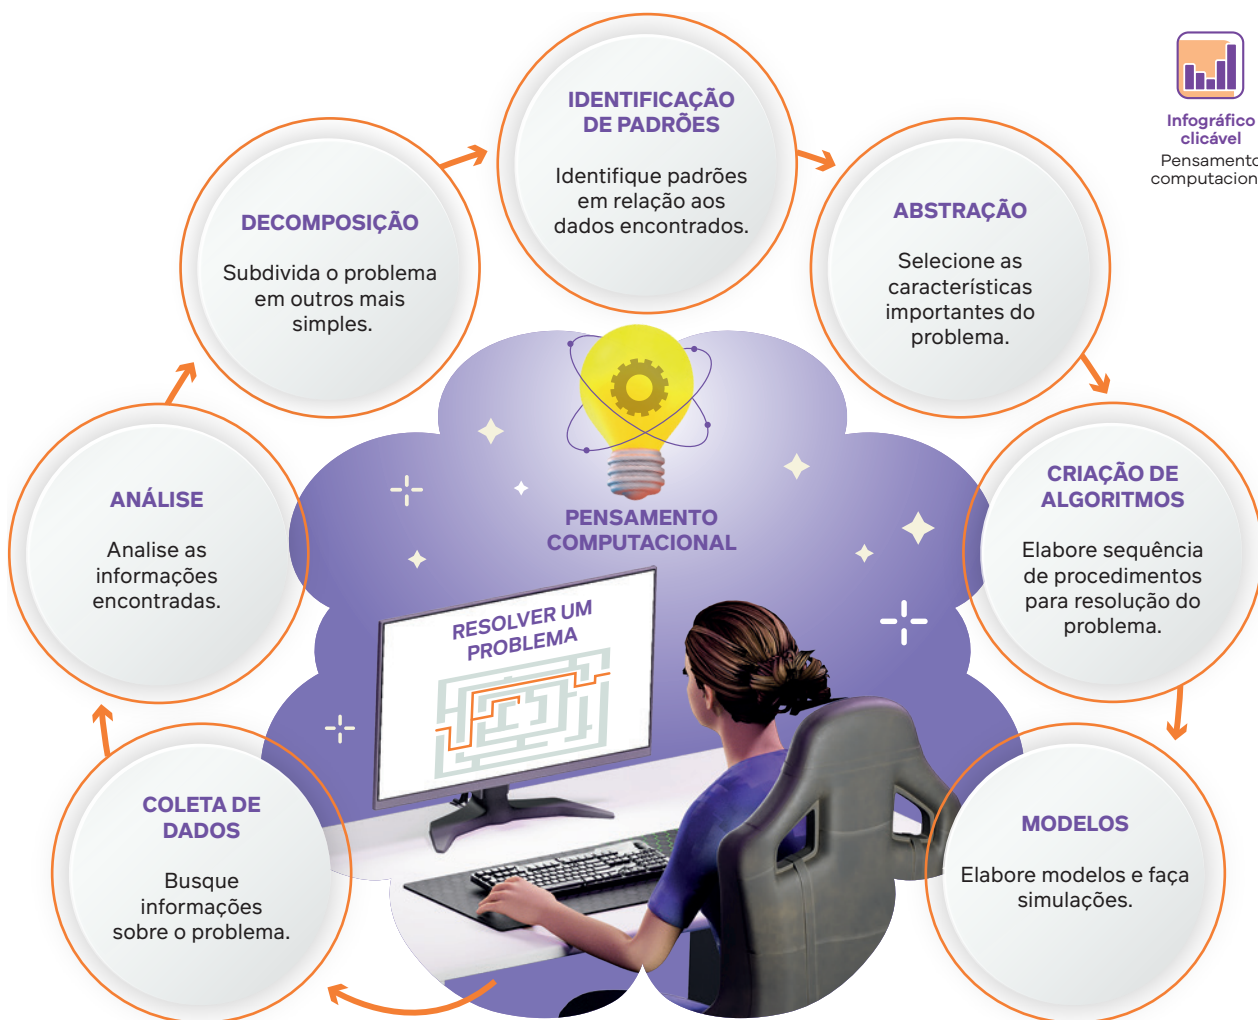 IDENTIFICAÇÃO
DE PADRÕES
Identifique padrões
em relação aos
dados encontrados.
Infográfico
clicável
Pensamento
computacion
DECOMPOSIÇÃO
Subdivida o problema
em outros mais
simples.
ABSTRAÇÃO
Selecione as
características
importantes do
problema.
ANÁLISE
Analise as
informações
encontradas.
PENSAMENTO
COMPUTACIONAL
CRIAÇÃO DE
ALGORITMOS
Elabore sequência
de procedimentos
para resolução do
problema.
RESOLVER UM
PROBLEMA
COLETA DE
DADOS
Busque
informações
sobre o problema.
MODELOS
Elabore modelos e faça
simulações.